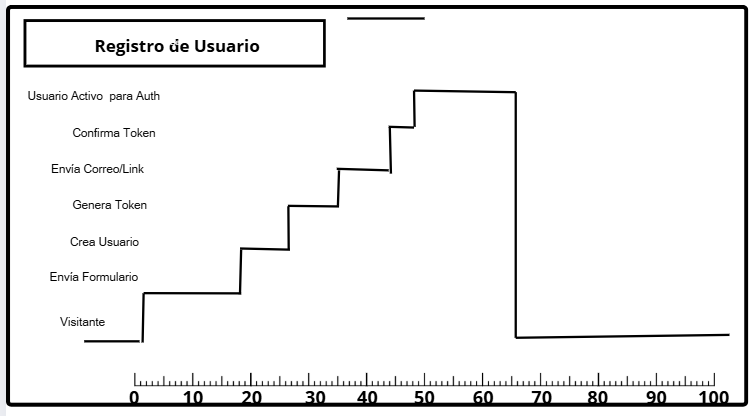 Registro de Usuario
Usuario Activo para Auth
Confirma Token
Envía Correo/Link
Genera Token
Crea Usuario
Envía Formulario
Visitante
0 10 20 30 40 50 60 70 80 90 100